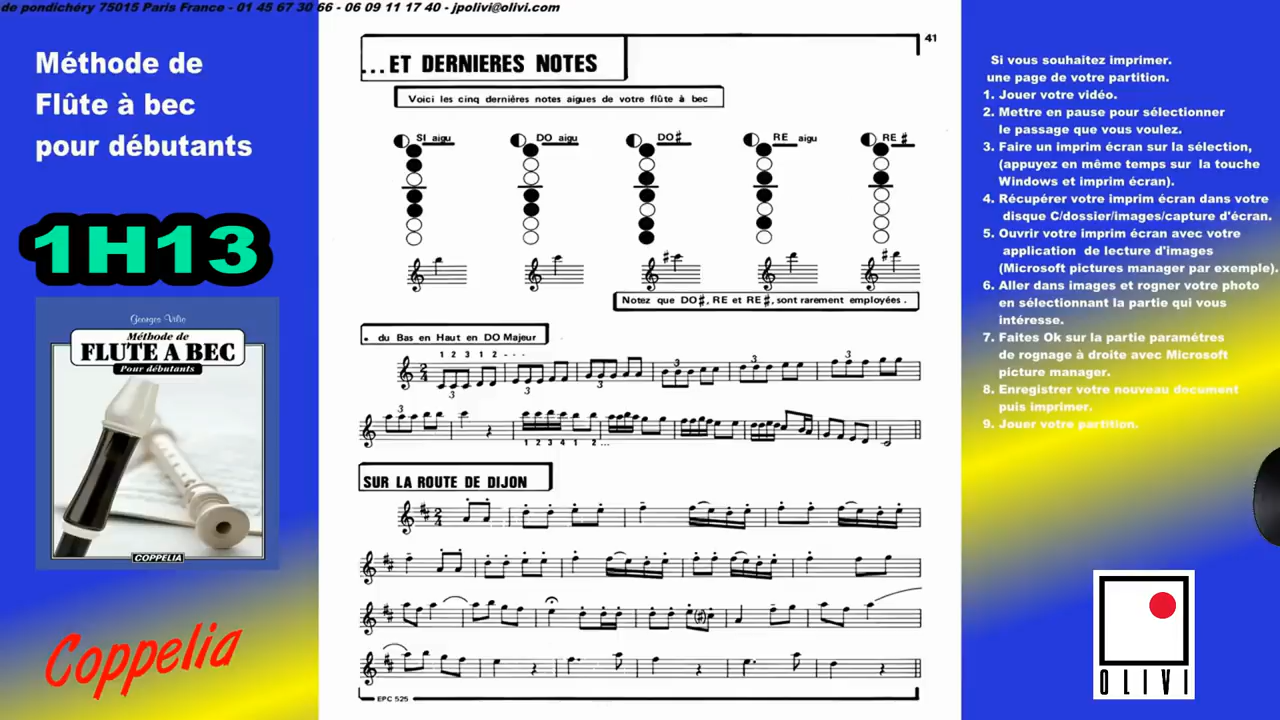 de pondichéry 75015 Paris France - 01 45 67 30 66 - 06 09 11 17 40 - jpolivi@olivi.com
Méthode de
Flûte à bec
pour débutants
1H13
Georges Vilio
Méthode de
FLUTE A BEC
Pour débutants
COPPELIA
Coppelia
41
...ET DERNIERES NOTES
Voici les cinq dernières notes aigues de votre flûte à bec
SI aigu DO aigu DO# RE aigu RE #
Notez que DO#, RE et RE#, sont rarement employées .
. du Bas en Haut en DO Majeur
1 2 3 1 2 - - -
3 3 3 3 3
3
3
1 2 3 4 1 2 ...
SUR LA ROUTE DE DIJON
EPC 525
Si vous souhaitez imprimer.
une page de votre partition.
1. Jouer votre vidéo.
2. Mettre en pause pour sélectionner
le passage que vous voulez.
3. Faire un imprim écran sur la sélection,
(appuyez en même temps sur la touche
Windows et imprim écran).
4. Récupérer votre imprim écran dans votre
disque C/dossier/images/capture d'écran.
5. Ouvrir votre imprim écran avec votre
application de lecture d'images
(Microsoft pictures manager par exemple).
6. Aller dans images et rogner votre photo
en sélectionnant la partie qui vous
intéresse.
7. Faites Ok sur la partie paramétres
de rognage à droite avec Microsoft
picture manager.
8. Enregistrer votre nouveau document
puis imprimer.
9. Jouer votre partition.
OLIVI